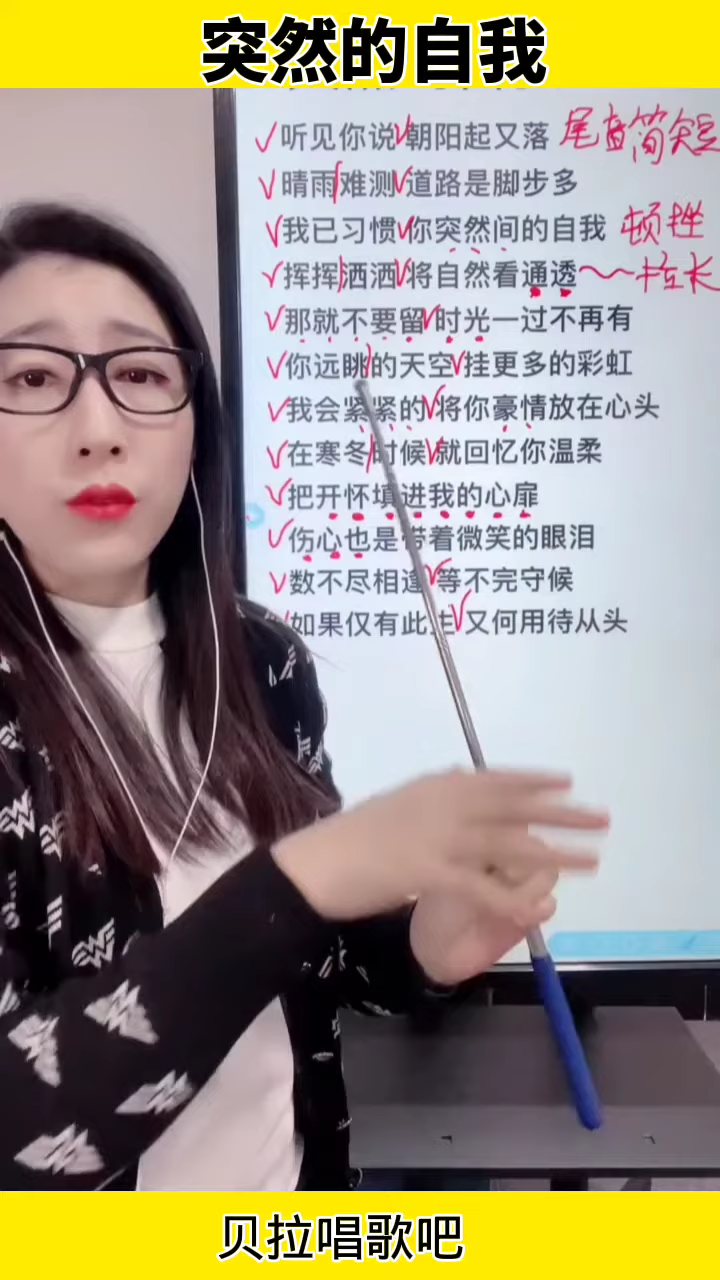 突然的自我
听见你说朝阳起又落 尾音简短
晴雨难测道路是脚步多
我已习惯你突然间的自我 顿挫
挥挥洒洒将自然看通透 拉长
那就不要留时光一过不再有
你远眺的天空挂更多的彩虹
我会紧紧的将你豪情放在心头
在寒冬时候就回忆你温柔
把开怀填进我的心扉
伤心也是带着微笑的眼泪
数不尽相逢等不完守候
如果仅有此生又何用待从头
贝拉唱歌吧